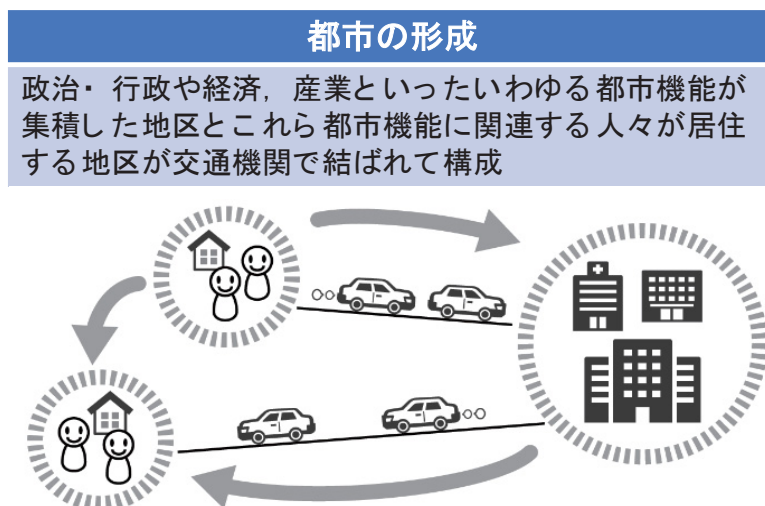 都市の形成
政治・ 行政や経済，産業といったいわゆる都市機能が
集積した地区とこれら都市機能に関連する人々が居住
する地区が交通機関で結ばれて構成